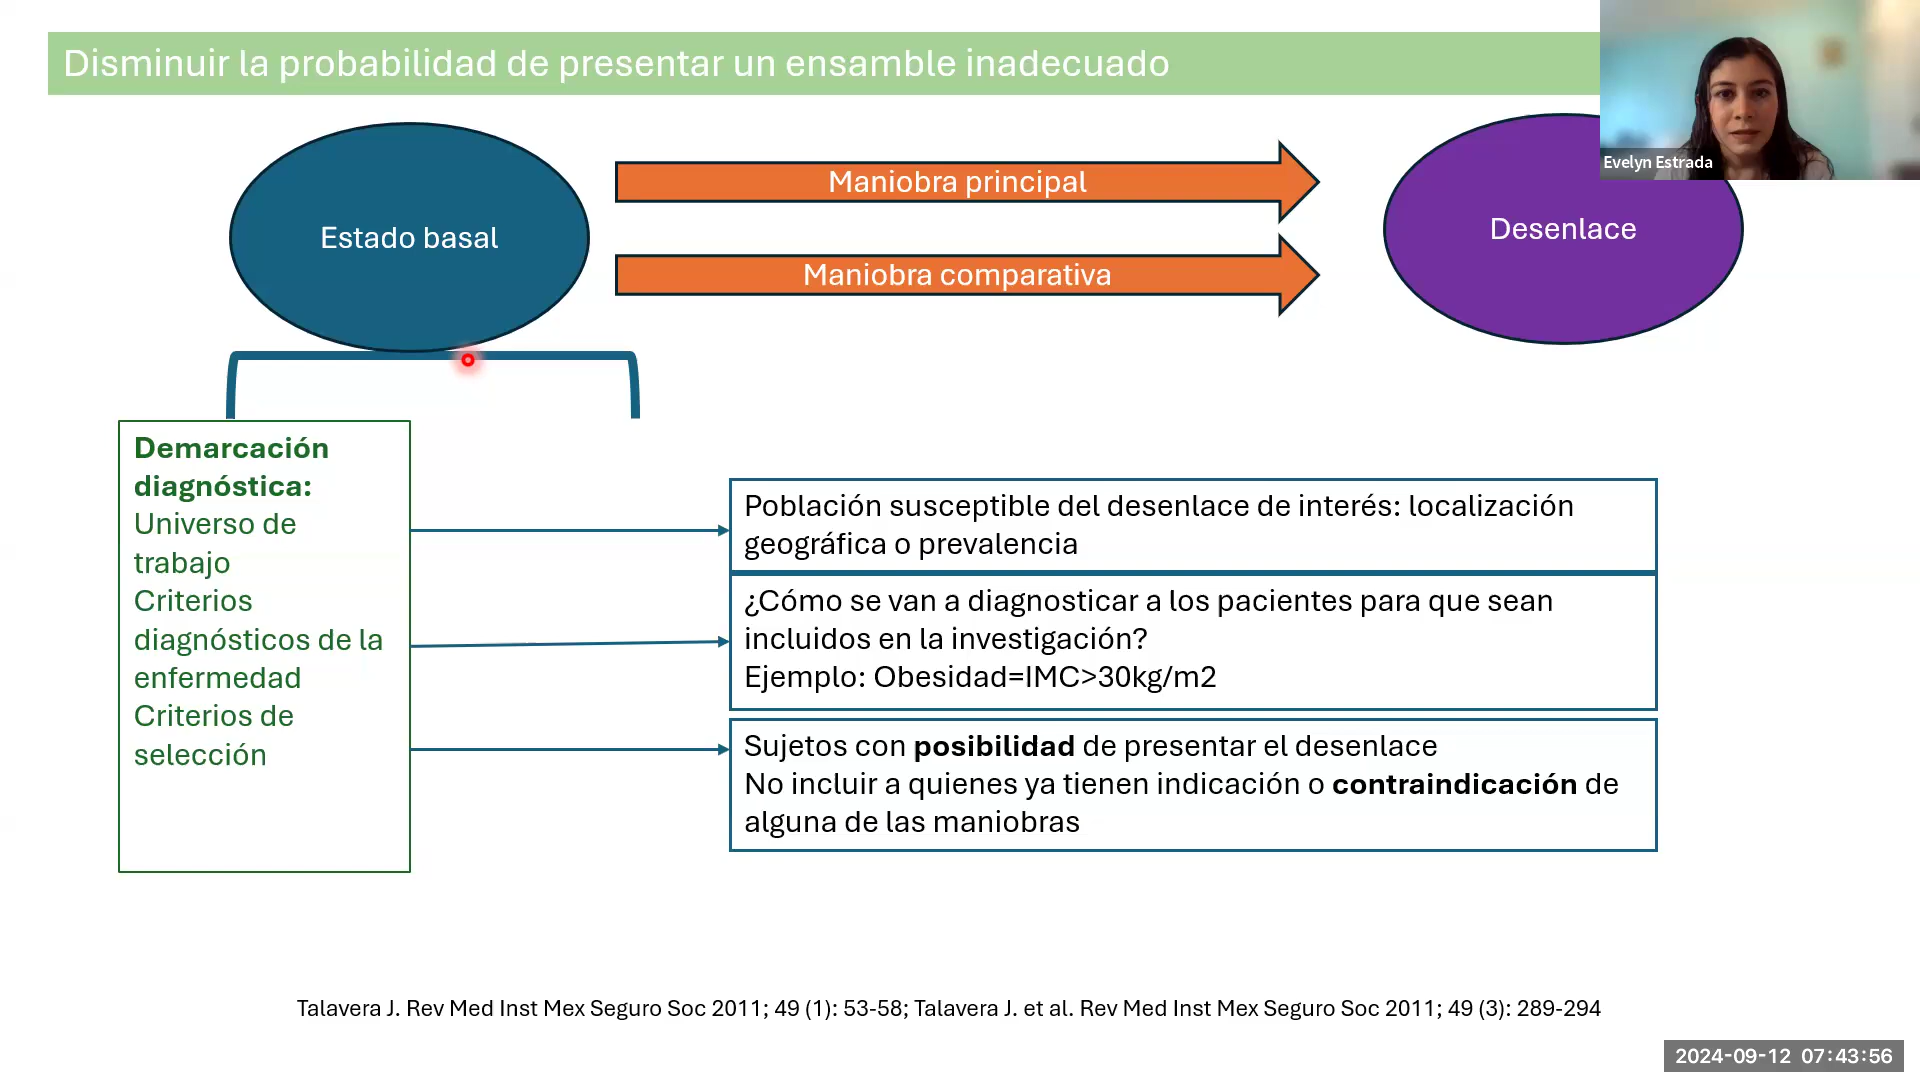 Disminuir la probabilidad de presentar un ensamble inadecuado
Evelyn Estrada
Estado basal
Maniobra principal
Maniobra comparativa
Desenlace
Demarcación
diagnóstica:
Universo de
trabajo
Criterios
diagnósticos de la
enfermedad
Criterios de
selección
Población susceptible del desenlace de interés: localización
geográfica o prevalencia
¿Cómo se van a diagnosticar a los pacientes para que sean
incluidos en la investigación?
Ejemplo: Obesidad=IMC>30kg/m2
Sujetos con posibilidad de presentar el desenlace
No incluir a quienes ya tienen indicación o contraindicación de
alguna de las maniobras
Talavera J. Rev Med Inst Mex Seguro Soc 2011; 49 (1): 53-58; Talavera J. et al. Rev Med Inst Mex Seguro Soc 2011; 49 (3): 289-294
2024-09-12 07:43:56